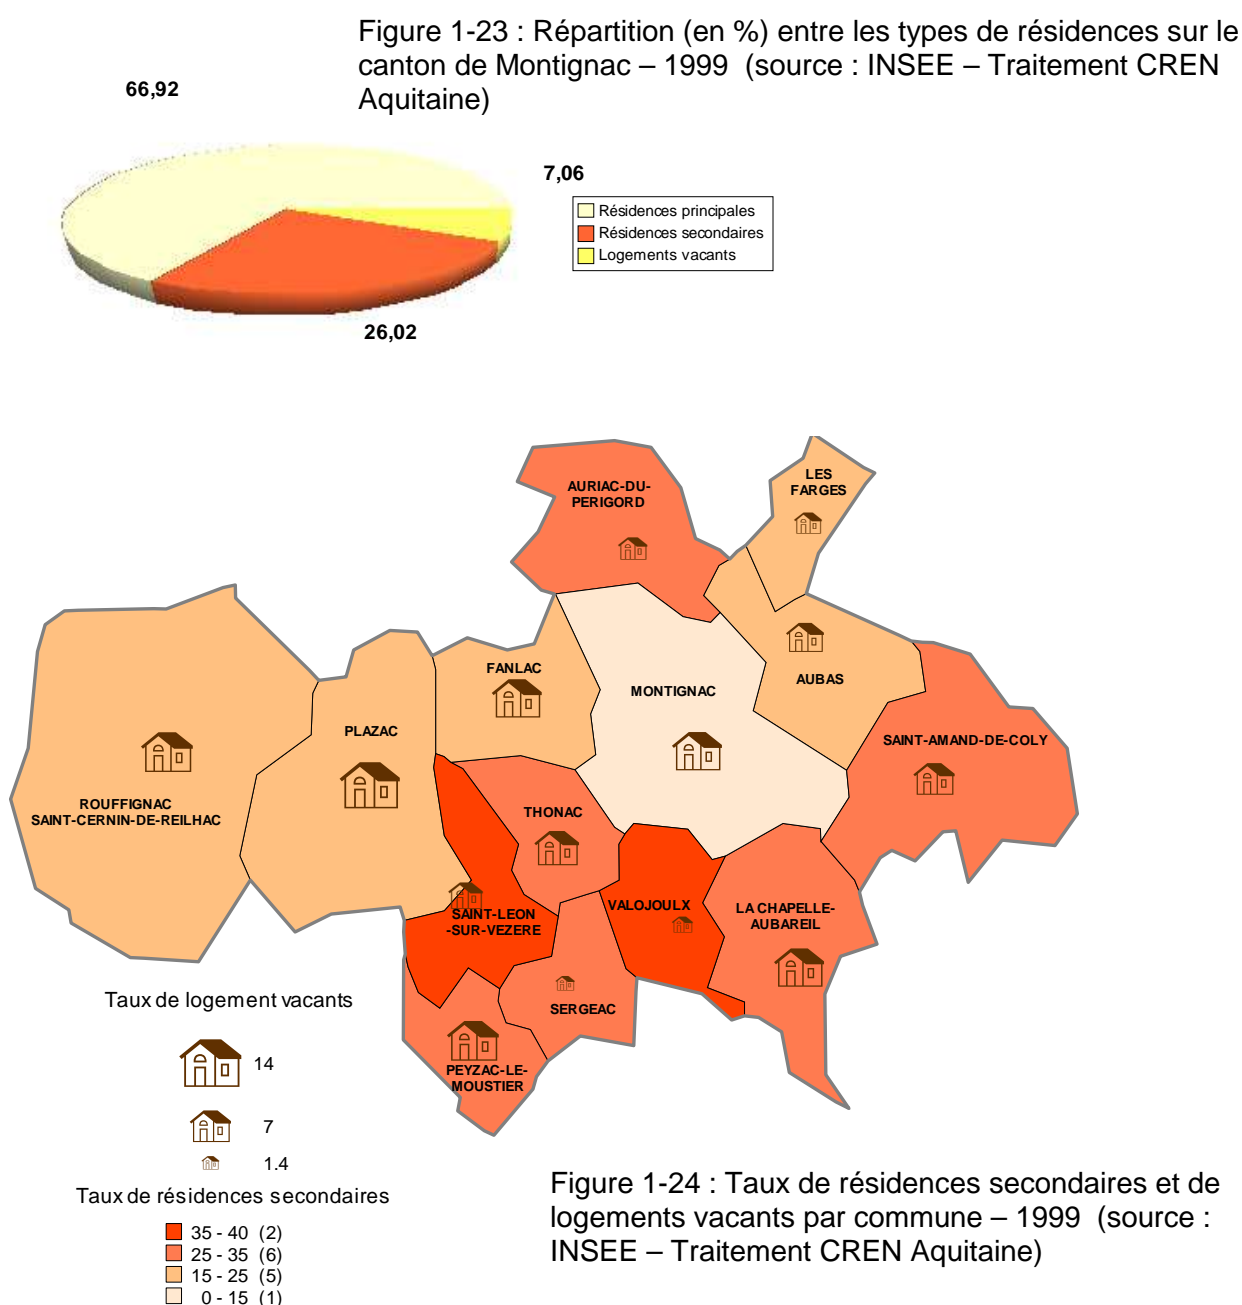 Figure 1-23 : Répartition (en %) entre les types de résidences sur le
canton de Montignac – 1999 (source : INSEE – Traitement CREN
Aquitaine)
66,92
7,06
Résidences principales
Résidences secondaires
Logements vacants
26,02
AURIAC-DU-
PERIGORD
LES
FARGES
FANLAC
MONTIGNAC
AUBAS
PLAZAC
SAINT-AMAND-DE-COLY
ROUFFIGNAC
SAINT-CERNIN-DE-REILHAC
THONAC
VALOJOULX
LA CHAPELLE-
AUBAREIL
SAINT-LEON
-SUR-VEZERE
SERGEAC
PEYZAC-LE-
MOUSTIER
Taux de logement vacants
14
7
1.4
Taux de résidences secondaires
35 - 40 (2)
25 - 35 (6)
15 - 25 (5)
0 - 15 (1)
Figure 1-24 : Taux de résidences secondaires et de
logements vacants par commune – 1999 (source :
INSEE – Traitement CREN Aquitaine)